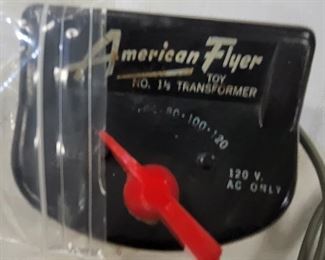 American Flyer
TOY
NO. 1½ TRANSFORMER
80·100·120
120 V.
AC ONLY